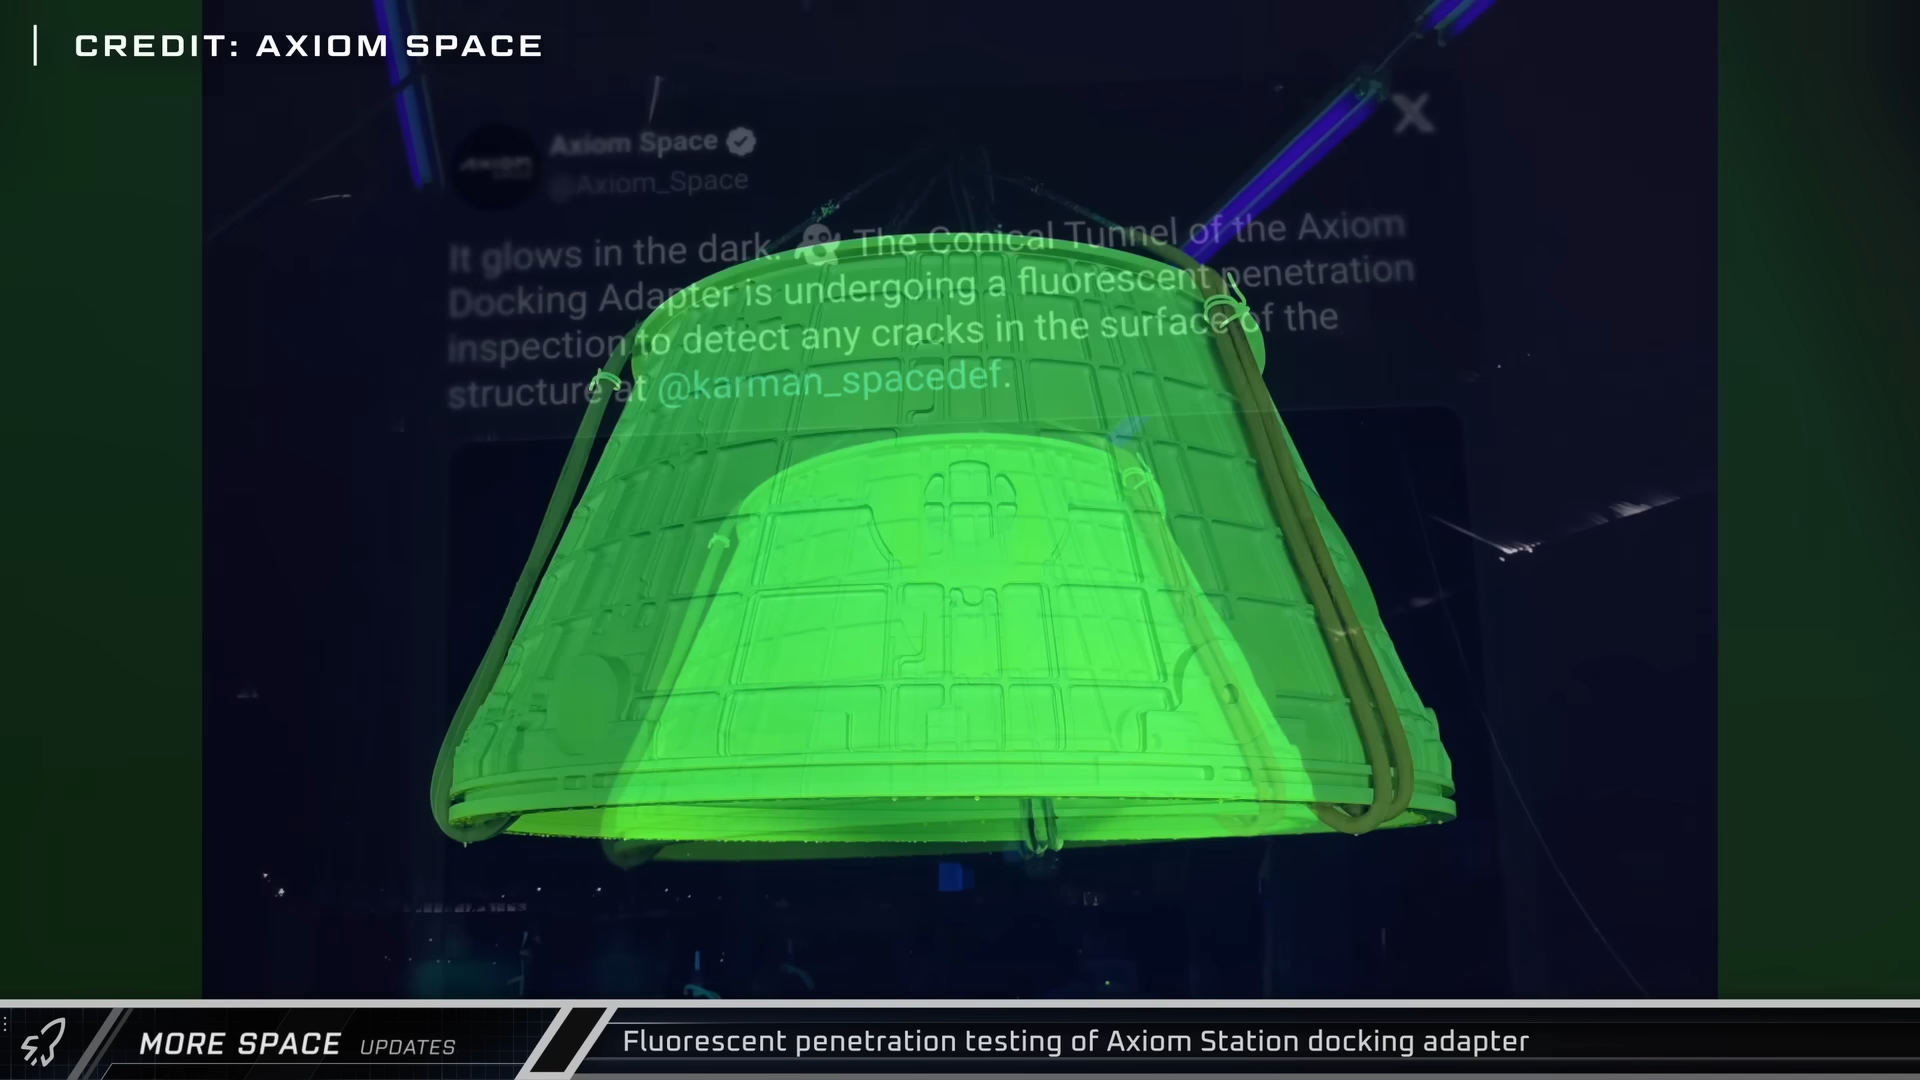 CREDIT: AXIOM SPACE
Axiom Space
@Axiom_Space
AXIOM
It glows in the dark. 👻 The Conical Tunnel of the Axiom
Docking Adapter is undergoing a fluorescent penetration
inspection to detect any cracks in the surface of the
structure at @karman_spacedef.
MORE SPACE UPDATES
Fluorescent penetration testing of Axiom Station docking adapter